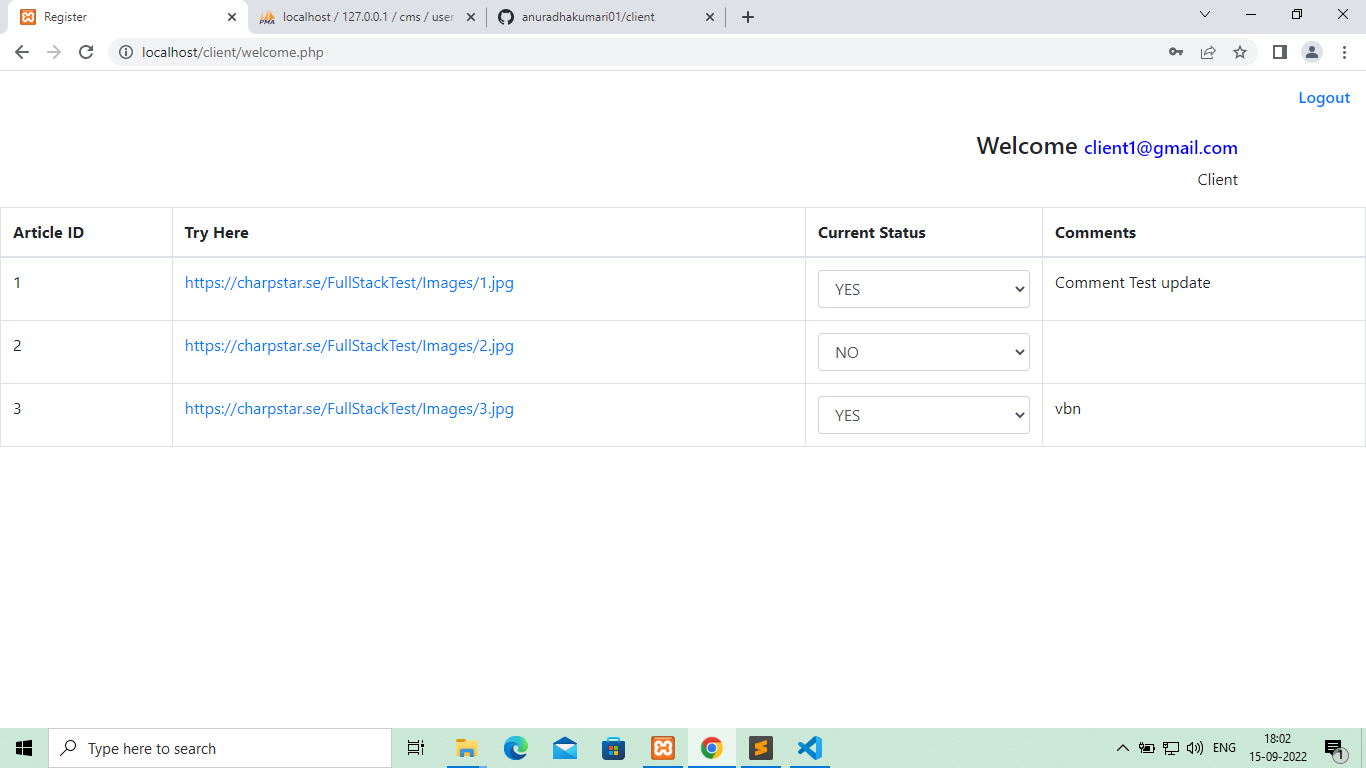 Register
localhost / 127.0.0.1 / cms / user
anuradhakumari01/client
localhost/client/welcome.php
Logout
Welcome client1@gmail.com
Client
Article ID Try Here Current Status Comments
1 https://charpstar.se/FullStackTest/Images/1.jpg YES Comment Test update
2 https://charpstar.se/FullStackTest/Images/2.jpg NO
3 https://charpstar.se/FullStackTest/Images/3.jpg YES vbn
Type here to search
ENG
18:02
15-09-2022
1